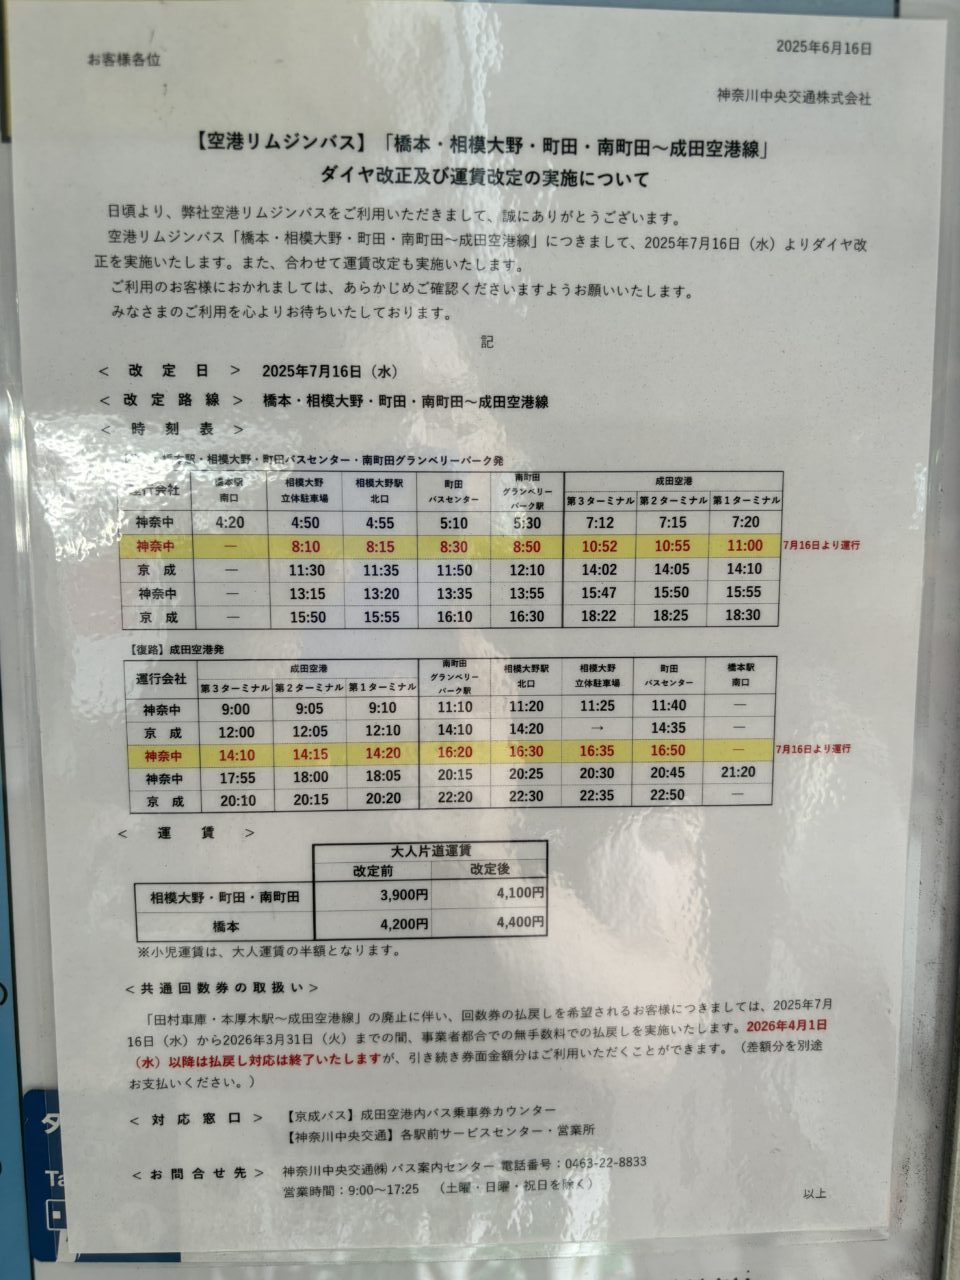 2025年6月16日
お客様各位
神奈川中央交通株式会社
【空港リムジンバス】「橋本・相模大野・町田・南町田～成田空港線」
ダイヤ改正及び運賃改定の実施について
日頃より、弊社空港リムジンバスをご利用いただきまして、誠にありがとうございます。
空港リムジンバス「橋本・相模大野・町田・南町田～成田空港線」につきまして、2025年7月16日（水）よりダイヤ改
正を実施いたします。また、合わせて運賃改定も実施いたします。
ご利用のお客様におかれましては、あらかじめご確認くださいますようお願いいたします。
みなさまのご利用を心よりお待ちいたしております。
記
＜改定日＞ 2025年7月16日（水）
＜改定路線＞ 橋本・相模大野・町田・南町田～成田空港線
＜時刻表＞
橋本駅・相模大野・町田バスセンター・南町田グランベリーパーク発
運行会社 橋本駅南口 相模大野立体駐車場 相模大野駅北口 町田バスセンター 南町田グランベリーパーク駅 成田空港
第３ターミナル 第２ターミナル 第１ターミナル
神奈中 4:20 4:50 4:55 5:10 5:30 7:12 7:15 7:20
神奈中 ― 8:10 8:15 8:30 8:50 10:52 10:55 11:00 7月16日より運行
京成 ― 11:30 11:35 11:50 12:10 14:02 14:05 14:10
神奈中 ― 13:15 13:20 13:35 13:55 15:47 15:50 15:55
京成 ― 15:50 15:55 16:10 16:30 18:22 18:25 18:30
【復路】成田空港発
運行会社 成田空港 南町田グランベリーパーク駅 相模大野駅北口 相模大野立体駐車場 町田バスセンター 橋本駅南口
第３ターミナル 第２ターミナル 第１ターミナル
神奈中 9:00 9:05 9:10 11:10 11:20 11:25 11:40 ―
京成 12:00 12:05 12:10 14:10 14:20 → 14:35 ―
神奈中 14:10 14:15 14:20 16:20 16:30 16:35 16:50 ― 7月16日より運行
神奈中 17:55 18:00 18:05 20:15 20:25 20:30 20:45 21:20
京成 20:10 20:15 20:20 22:20 22:30 22:35 22:50 ―
＜運賃＞
大人片道運賃
改定前 改定後
相模大野・町田・南町田 3,900円 4,100円
橋本 4,200円 4,400円
※小児運賃は、大人運賃の半額となります。
＜共通回数券の取扱い＞
「田村車庫・本厚木駅～成田空港線」の廃止に伴い、回数券の払戻しを希望されるお客様につきましては、2025年7月
16日（水）から2026年3月31日（火）までの間、事業者都合での無手数料での払戻しを実施いたします。2026年4月1日
（水）以降は払戻し対応は終了いたしますが、引き続き券面金額分はご利用いただくことができます。（差額分を別途
お支払いください。）
＜対応窓口＞ 【京成バス】成田空港内バス乗車券カウンター
【神奈川中央交通】各駅前サービスセンター・営業所
＜お問合せ先＞ 神奈川中央交通㈱ バス案内センター 電話番号：0463-22-8833
営業時間：9:00～17:25 （土曜・日曜・祝日を除く）
以上
タ
Ta